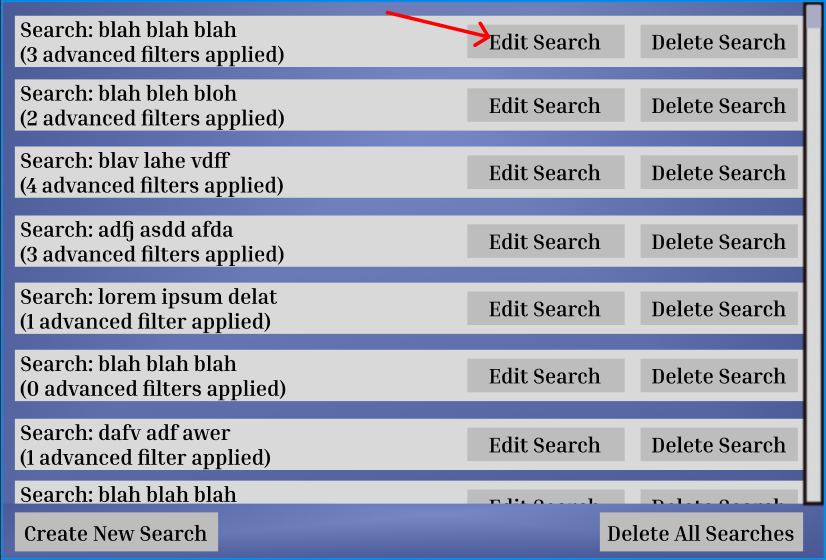 Search: blah blah blah
(3 advanced filters applied)
Edit Search
Delete Search
Search: blah bleh bloh
(2 advanced filters applied)
Edit Search
Delete Search
Search: blav lahe vdff
(4 advanced filters applied)
Edit Search
Delete Search
Search: adfj asdd afda
(3 advanced filters applied)
Edit Search
Delete Search
Search: lorem ipsum delat
(1 advanced filter applied)
Edit Search
Delete Search
Search: blah blah blah
(0 advanced filters applied)
Edit Search
Delete Search
Search: dafv adf awer
(1 advanced filter applied)
Edit Search
Delete Search
Search: blah blah blah
Edit Search
Delete Search
Create New Search
Delete All Searches